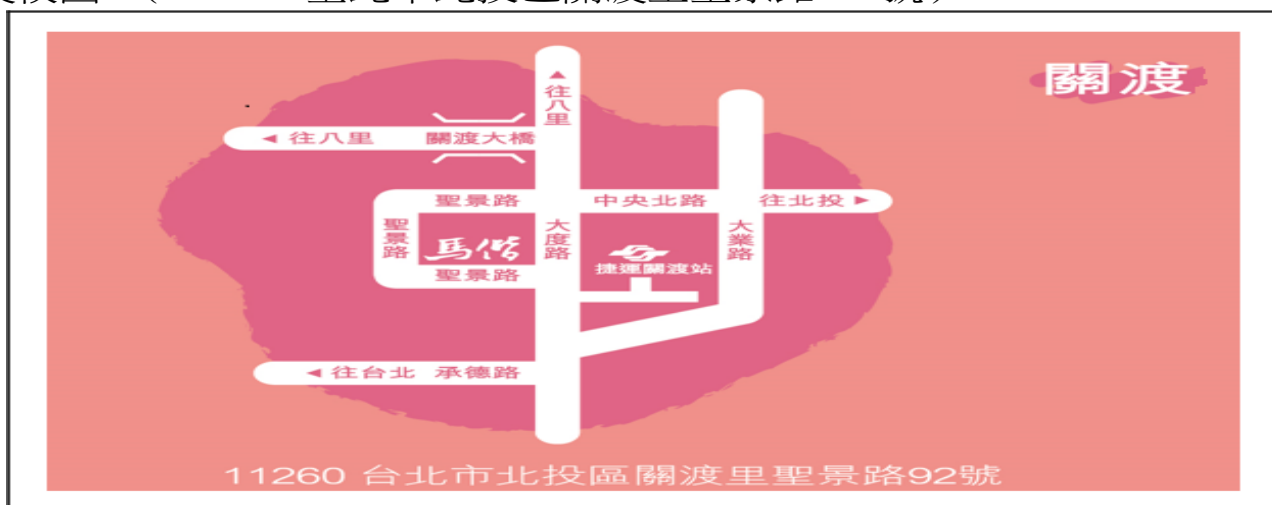 關渡
▲往八里
◀往八里 關渡大橋
聖景路 中央北路 往北投▶
聖景路
馬偕
大度路
捷運關渡站
大業路
聖景路
◀往台北 承德路
11260 台北市北投區關渡里聖景路92號